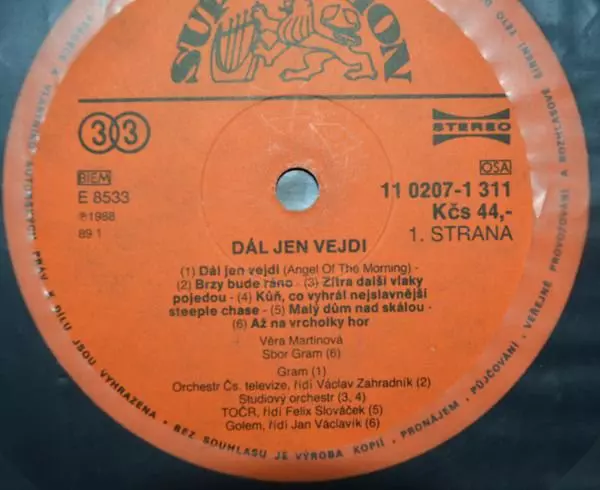 SUPRAPHON
33
STEREO
BIEM
E 8533
℗1988
89 1
OSA
11 0207-1 311
Kčs 44,-
1. STRANA
DÁL JEN VEJDI
(1) Dál jen vejdi (Angel Of The Morning) -
(2) Brzy bude ráno - (3) Zítra další vlaky
pojedou - (4) Kůň, co vyhrál nejslavnější
steeple chase - (5) Malý dům nad skálou -
(6) Až na vrcholky hor
Věra Martinová
Sbor Gram (6)
Gram (1)
Orchestr Čs. televize, řídí Václav Zahradník (2)
Studiový orchestr (3, 4)
TOČR, řídí Felix Slováček (5)
Golem, řídí Jan Václavík (6)
PRÁV K DÍLU JSOU VYHRAZENA • BEZ SOUHLASU JE VÝROBA KOPIÍ • PRONÁJEM • PŮJČOVÁNÍ • VEŘEJNÉ PROVOZOVÁNÍ A ROZHLASOVÉ ŠÍŘENÍ TÉTO